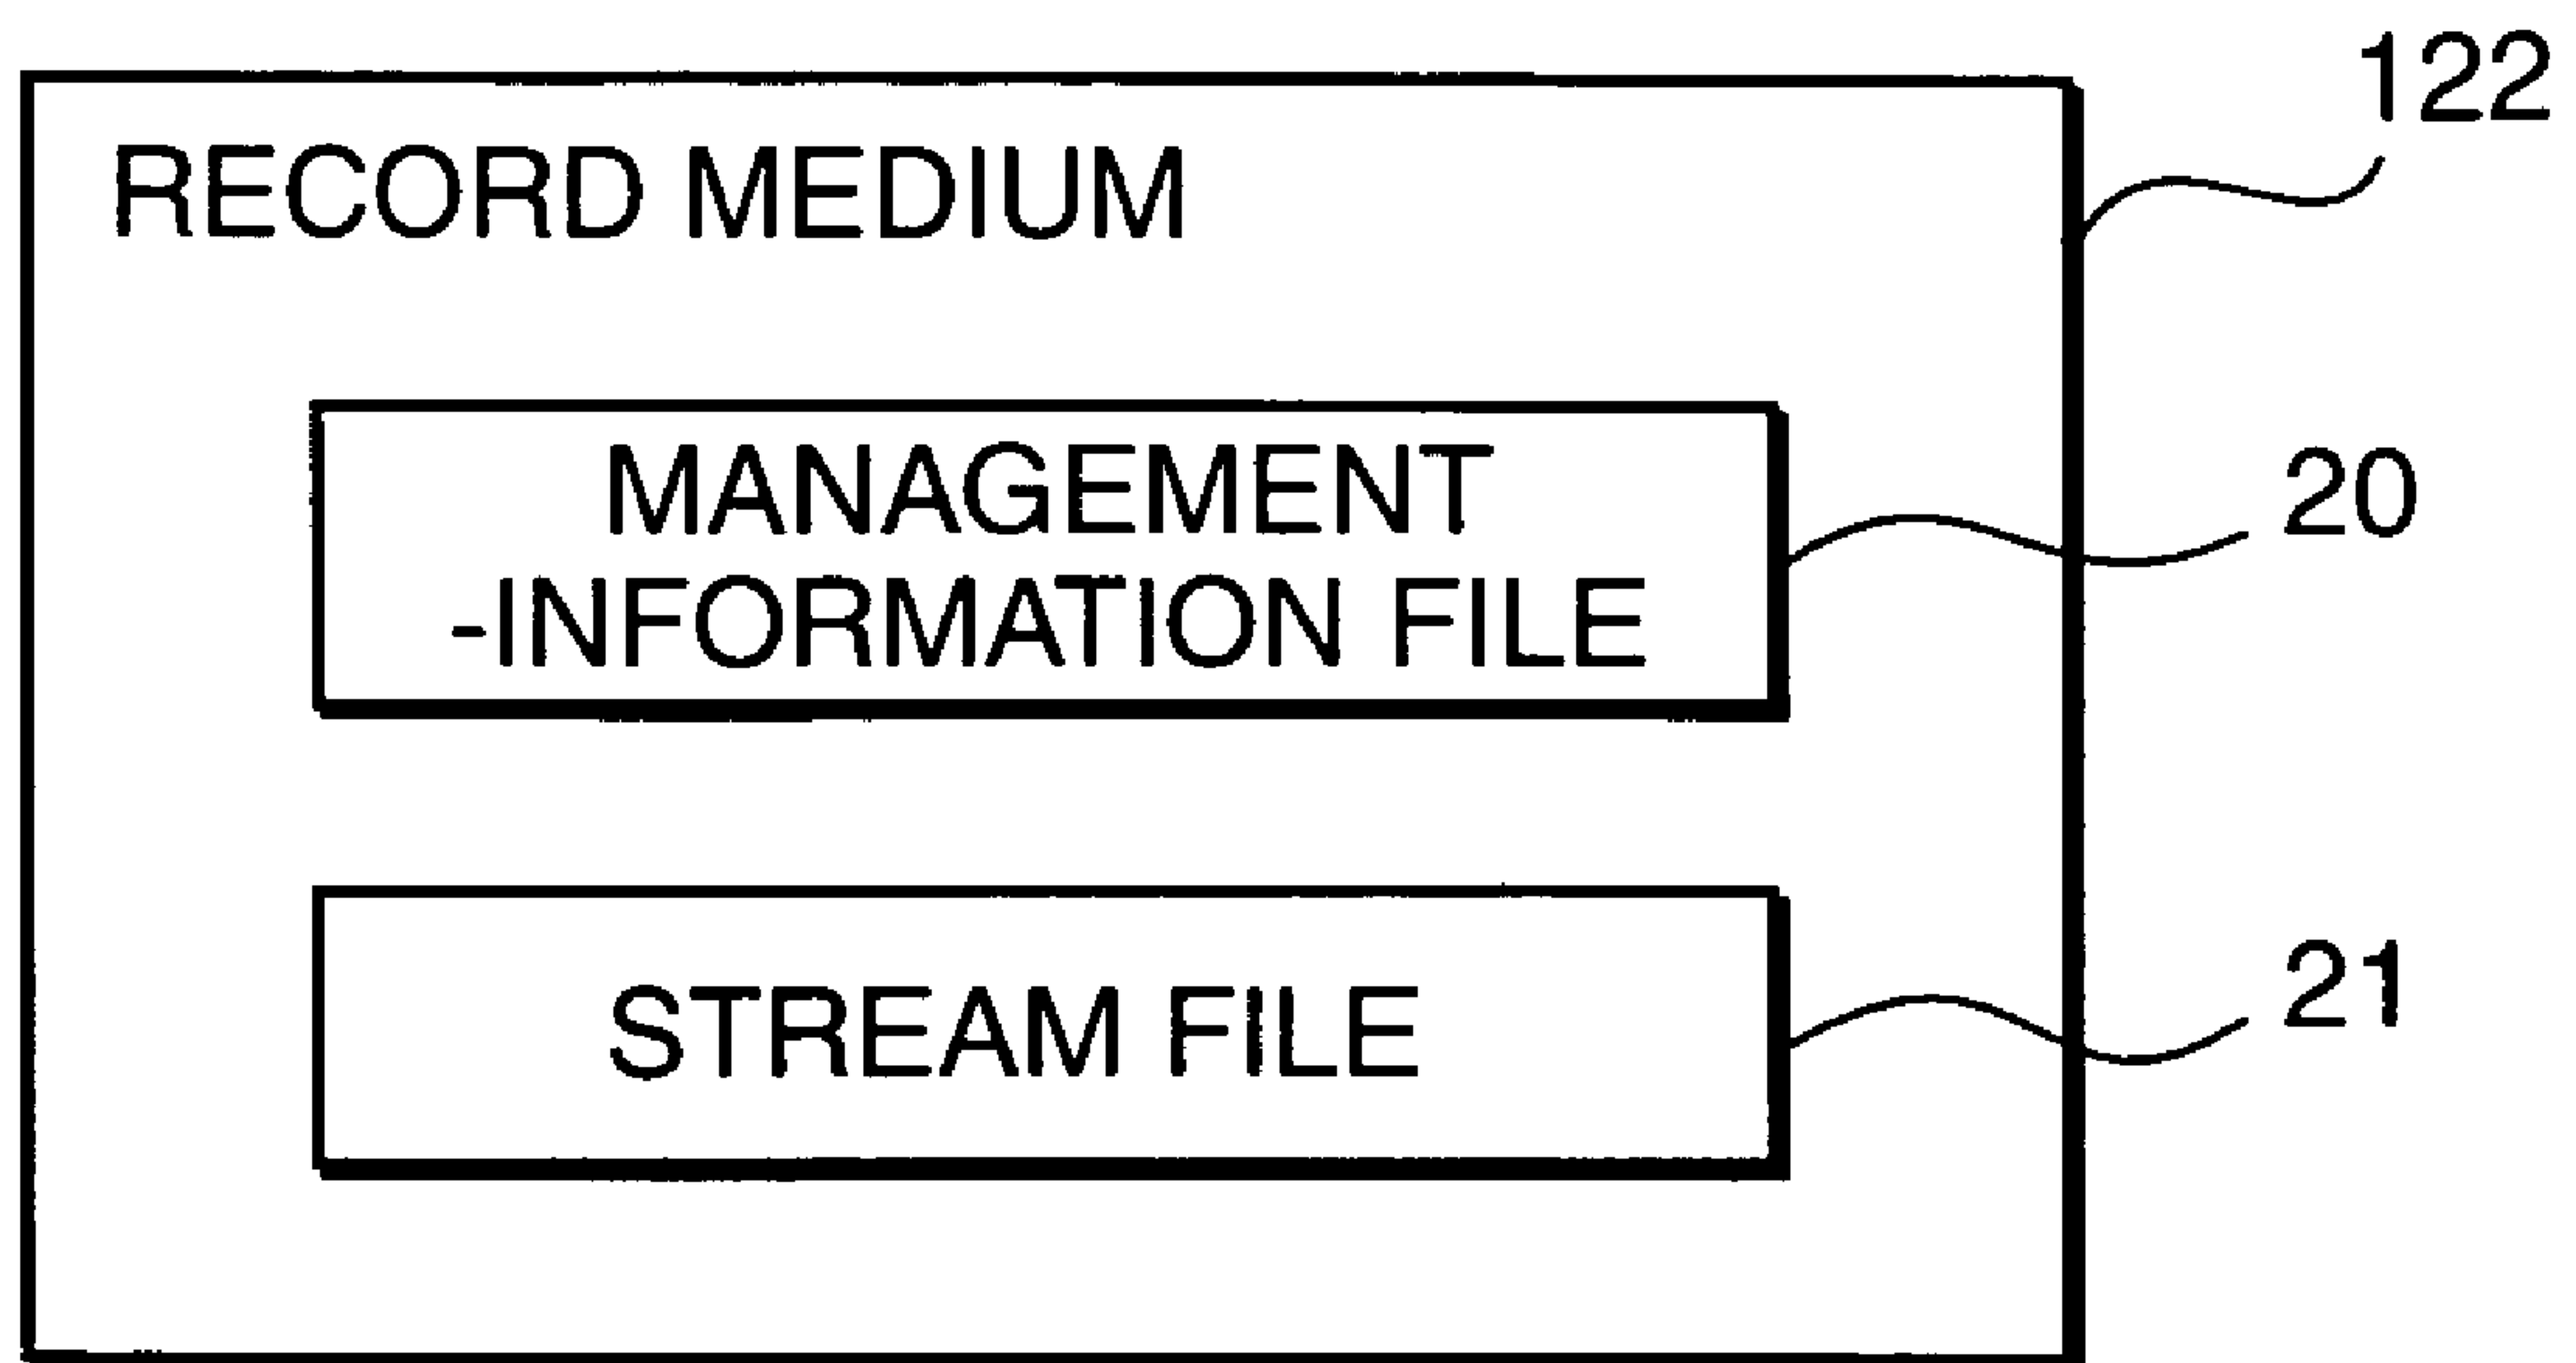 122
RECORD MEDIUM
MANAGEMENT
-INFORMATION FILE
20
STREAM FILE
21